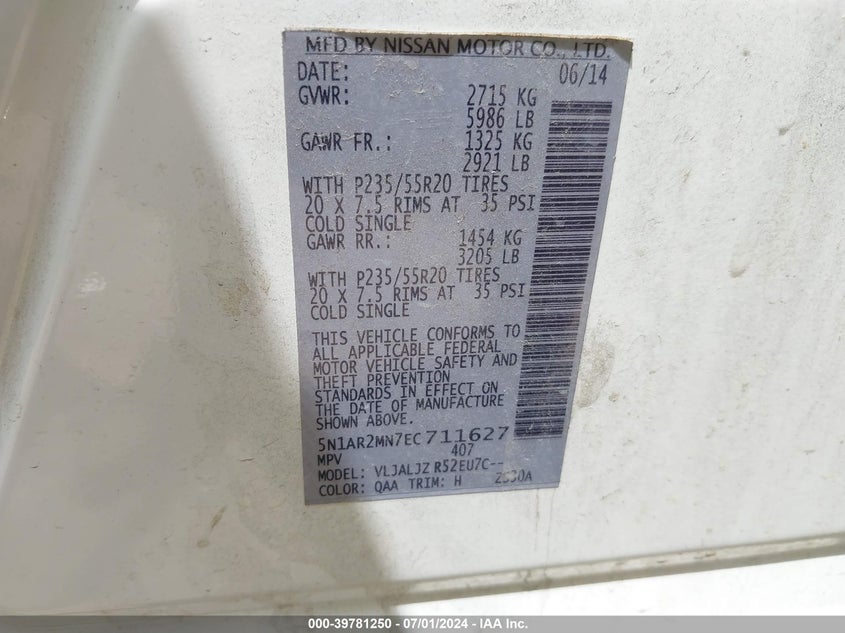 MFD BY NISSAN MOTOR CO., LTD.
DATE: 06/14
GVWR: 2715 KG
5986 LB
GAWR FR.: 1325 KG
2921 LB
WITH P235/55R20 TIRES
20 X 7.5 RIMS AT 35 PSI
COLD SINGLE
GAWR RR.: 1454 KG
3205 LB
WITH P235/55R20 TIRES
20 X 7.5 RIMS AT 35 PSI
COLD SINGLE
THIS VEHICLE CONFORMS TO
ALL APPLICABLE FEDERAL
MOTOR VEHICLE SAFETY AND
THEFT PREVENTION
STANDARDS IN EFFECT ON
THE DATE OF MANUFACTURE
SHOWN ABOVE.
5N1AR2MN7EC711627
MPV 407
MODEL: VLJALJZ R52EU7C--
COLOR: QAA TRIM: H
000-39781250 - 07/01/2024 - IAA Inc.